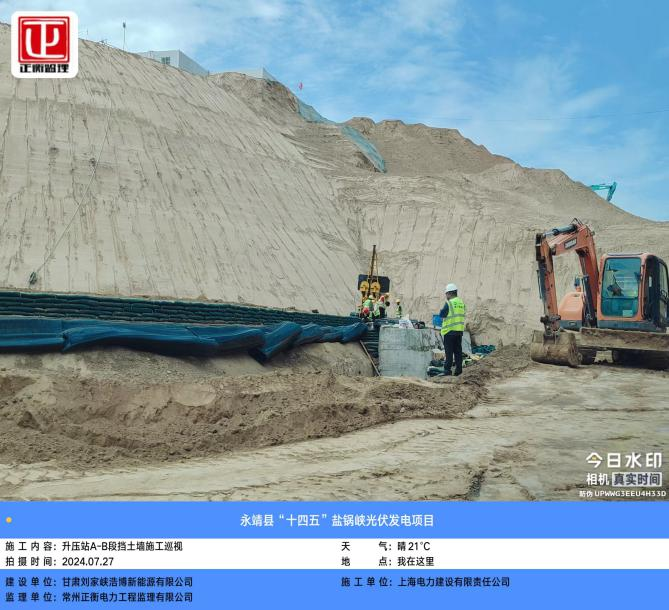 正衡监理
今日水印
相机 真实时间
防伪 UPWWG3EEU4H33D
永靖县“十四五”盐锅峡光伏发电项目
施工内容：升压站A-B段挡土墙施工巡视
天 气：晴21℃
拍摄时间：2024.07.27
地 点：我在这里
建设单位：甘肃刘家峡浩博新能源有限公司
施工单位：上海电力建设有限责任公司
监理单位：常州正衡电力工程监理有限公司